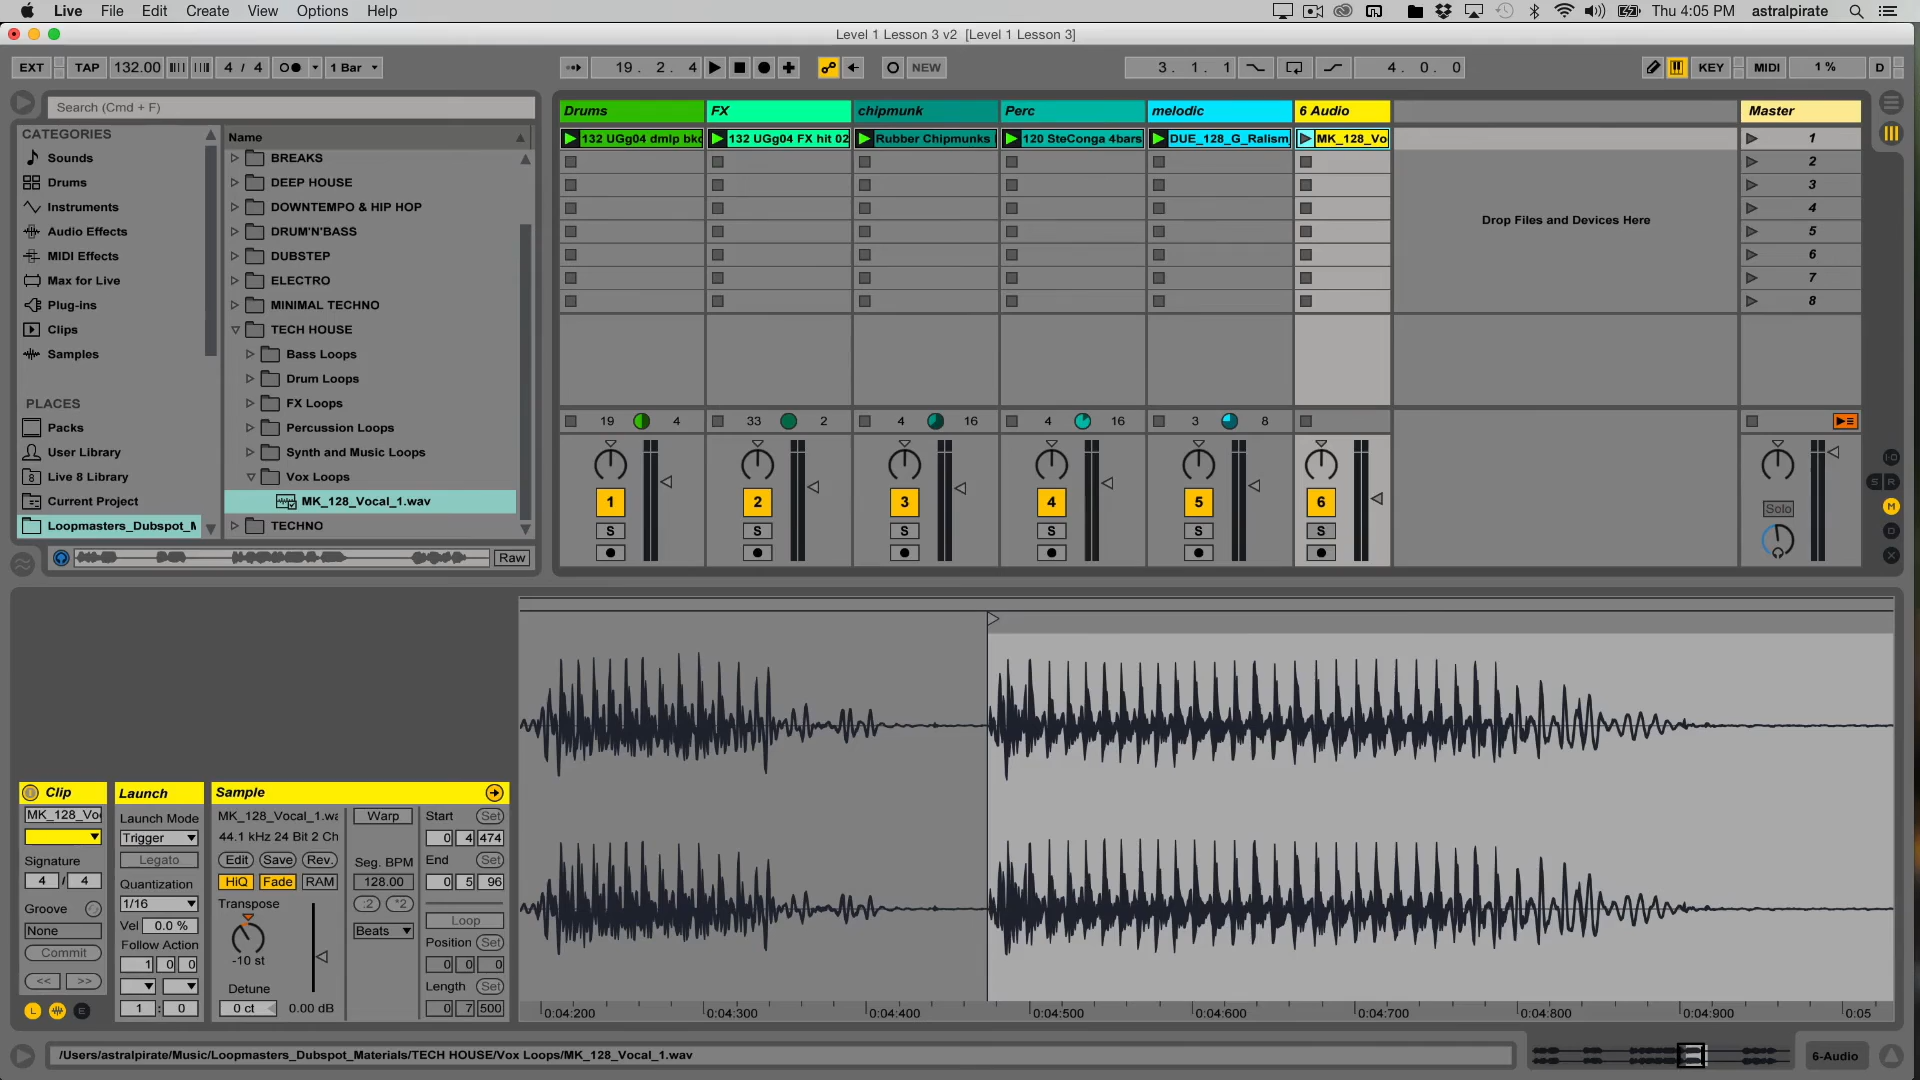 Live File Edit Create View Options Help
Thu 4:05 PM astralpirate
Level 1 Lesson 3 v2 [Level 1 Lesson 3]
EXT TAP 132.00 4 / 4 1 Bar
19. 2. 4 NEW
3. 1. 1 4. 0. 0
KEY MIDI 1 % D
Search (Cmd + F)
CATEGORIES
Sounds
Drums
Instruments
Audio Effects
MIDI Effects
Max for Live
Plug-ins
Clips
Samples
PLACES
Packs
User Library
Live 8 Library
Current Project
Loopmasters_Dubspot_M
Name
BREAKS
DEEP HOUSE
DOWNTEMPO & HIP HOP
DRUM'N'BASS
DUBSTEP
ELECTRO
MINIMAL TECHNO
TECH HOUSE
Bass Loops
Drum Loops
FX Loops
Percussion Loops
Synth and Music Loops
Vox Loops
MK_128_Vocal_1.wav
TECHNO
Raw
Drums FX chipmunk Perc melodic 6 Audio Master
132 UGg04 dmlp bkc 132 UGg04 FX hit 02 Rubber Chipmunks 120 SteConga 4bars DUE_128_G_Ralism MK_128_Vo 1
2
3
4
5
6
7
8
Drop Files and Devices Here
19 4 33 2 4 16 4 16 3 8
1 2 3 4 5 6
S S S S S S Solo
S R
M
D
X
Clip
MK_128_Vo
Signature
4 / 4
Groove
None
Commit
<< >>
L E
Launch
Launch Mode
Trigger
Legato
Quantization
1/16
Vel 0.0 %
Follow Action
1 0 0
1 : 0
Sample
MK_128_Vocal_1.wa
44.1 kHz 24 Bit 2 Ch
Edit Save Rev.
HiQ Fade RAM
Transpose
-10 st
Detune
0 ct 0.00 dB
Warp
Seg. BPM
128.00
:2 *2
Beats
Start Set
0 4 474
End Set
0 5 96
Loop
Position Set
0 0 0
Length Set
0 7 500
0:04:200 0:04:300 0:04:400 0:04:500 0:04:600 0:04:700 0:04:800 0:04:900 0:05
/Users/astralpirate/Music/Loopmasters_Dubspot_Materials/TECH HOUSE/Vox Loops/MK_128_Vocal_1.wav
6-Audio